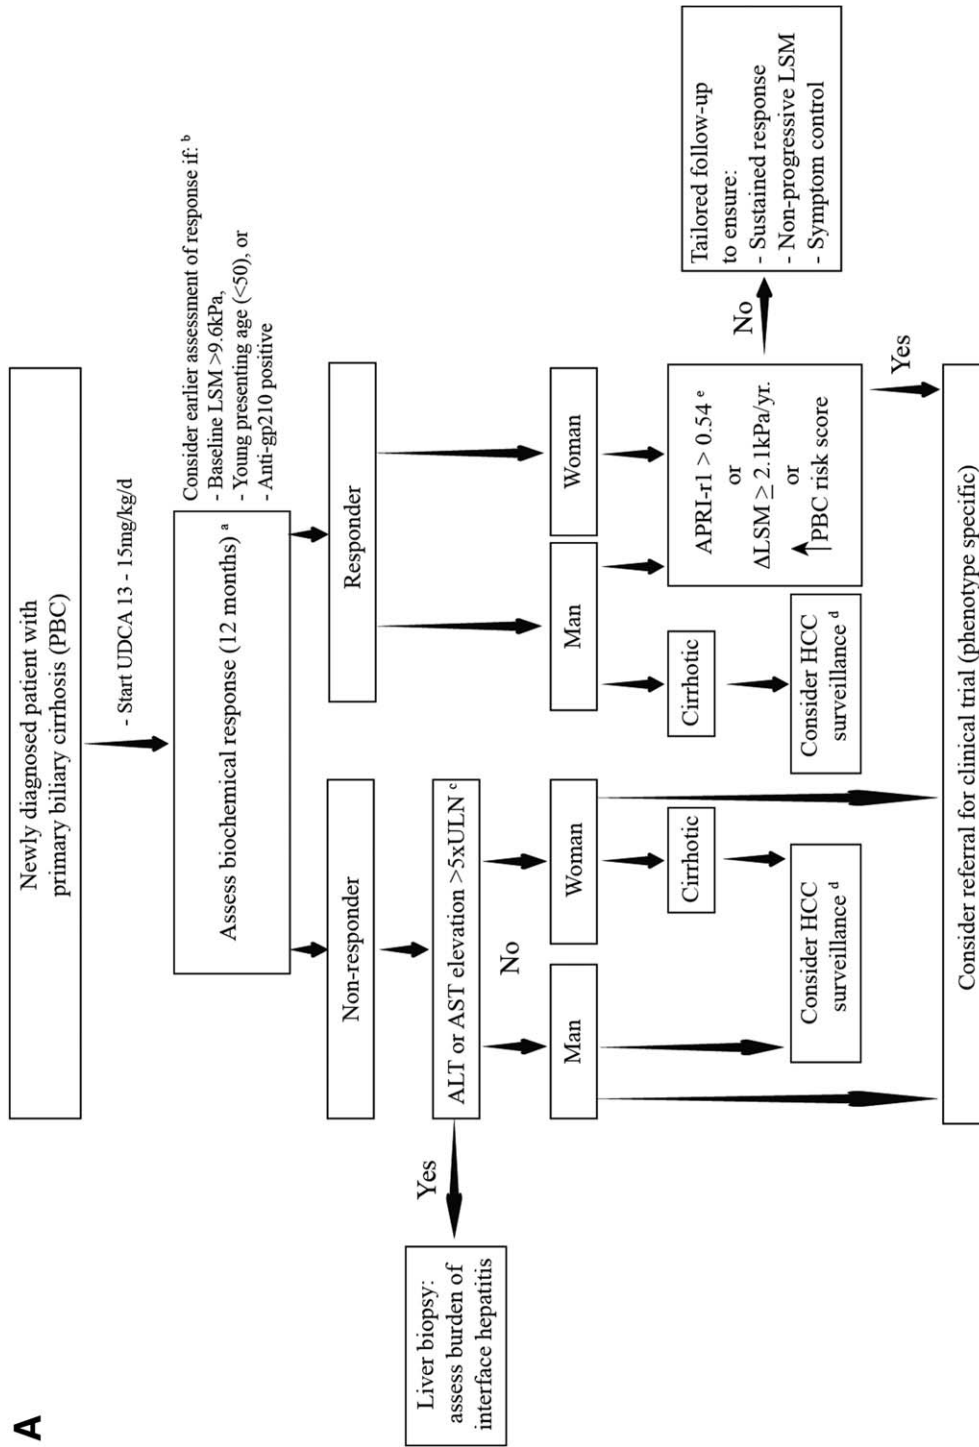 A
Newly diagnosed patient with
primary biliary cirrhosis (PBC)
- Start UDCA 13 - 15mg/kg/d
Assess biochemical response (12 months) a
Consider earlier assessment of response if: b
- Baseline LSM >9.6kPa,
- Young presenting age (<50), or
- Anti-gp210 positive
Non-responder
Responder
ALT or AST elevation >5xULN c
Yes
Liver biopsy:
assess burden of
interface hepatitis
No
Man
Woman
Man
Woman
Cirrhotic
Cirrhotic
APRI-r1 > 0.54 e
or
ΔLSM ≥ 2.1kPa/yr.
or
↑PBC risk score
No
Tailored follow-up
to ensure:
- Sustained response
- Non-progressive LSM
- Symptom control
Consider HCC
surveillance d
Consider HCC
surveillance d
Yes
Consider referral for clinical trial (phenotype specific)